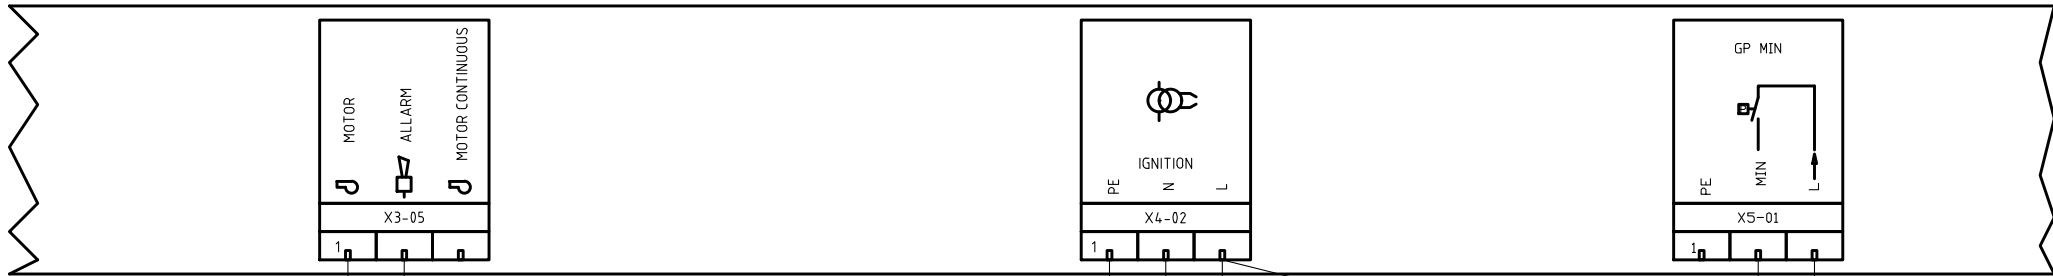 MOTOR
ALLARM
MOTOR CONTINUOUS
X3-05
1
IGNITION
PE
N
L
X4-02
1
GP MIN
P
PE
MIN
L
X5-01
1